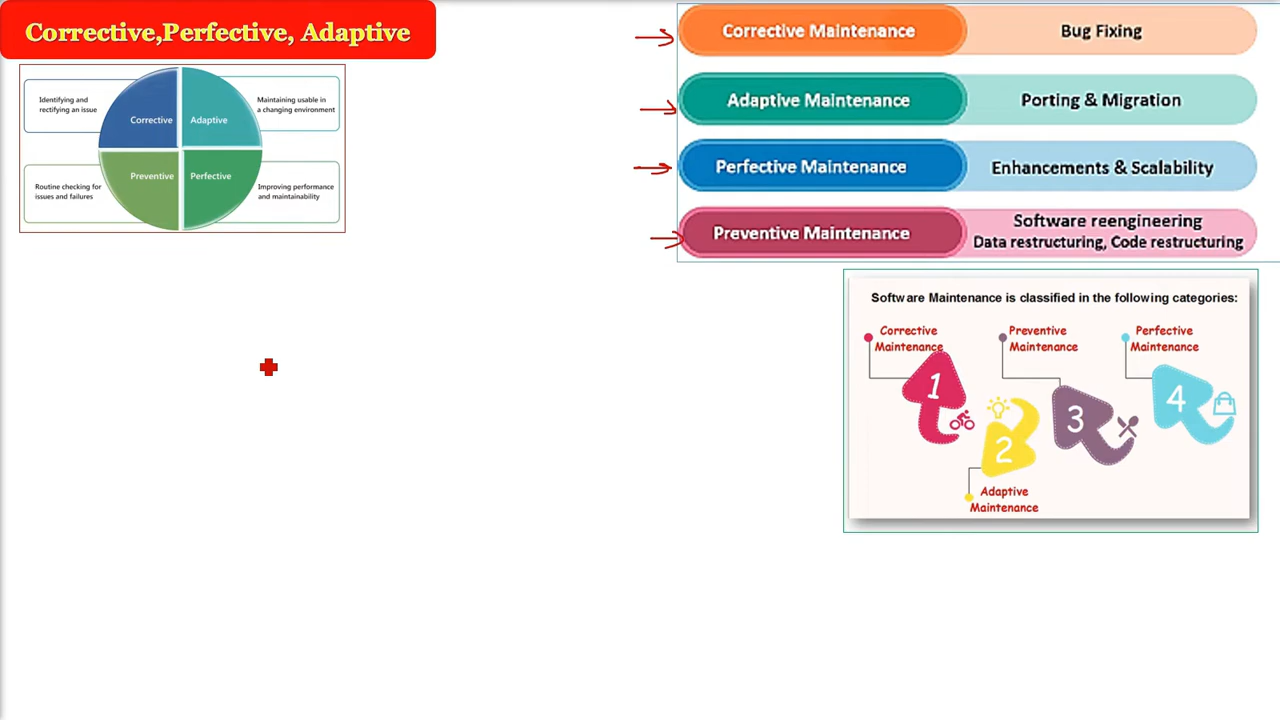 Corrective,Perfective, Adaptive
Identifying and
rectifying an issue
Corrective
Adaptive
Maintaining usable in
a changing environment
Routine checking for
issues and failures
Preventive
Perfective
Improving performance
and maintainability
Corrective Maintenance
Bug Fixing
Adaptive Maintenance
Porting & Migration
Perfective Maintenance
Enhancements & Scalability
Preventive Maintenance
Software reengineering
Data restructuring, Code restructuring
Software Maintenance is classified in the following categories:
Corrective
Maintenance
Preventive
Maintenance
Perfective
Maintenance
1
2
3
4
Adaptive
Maintenance